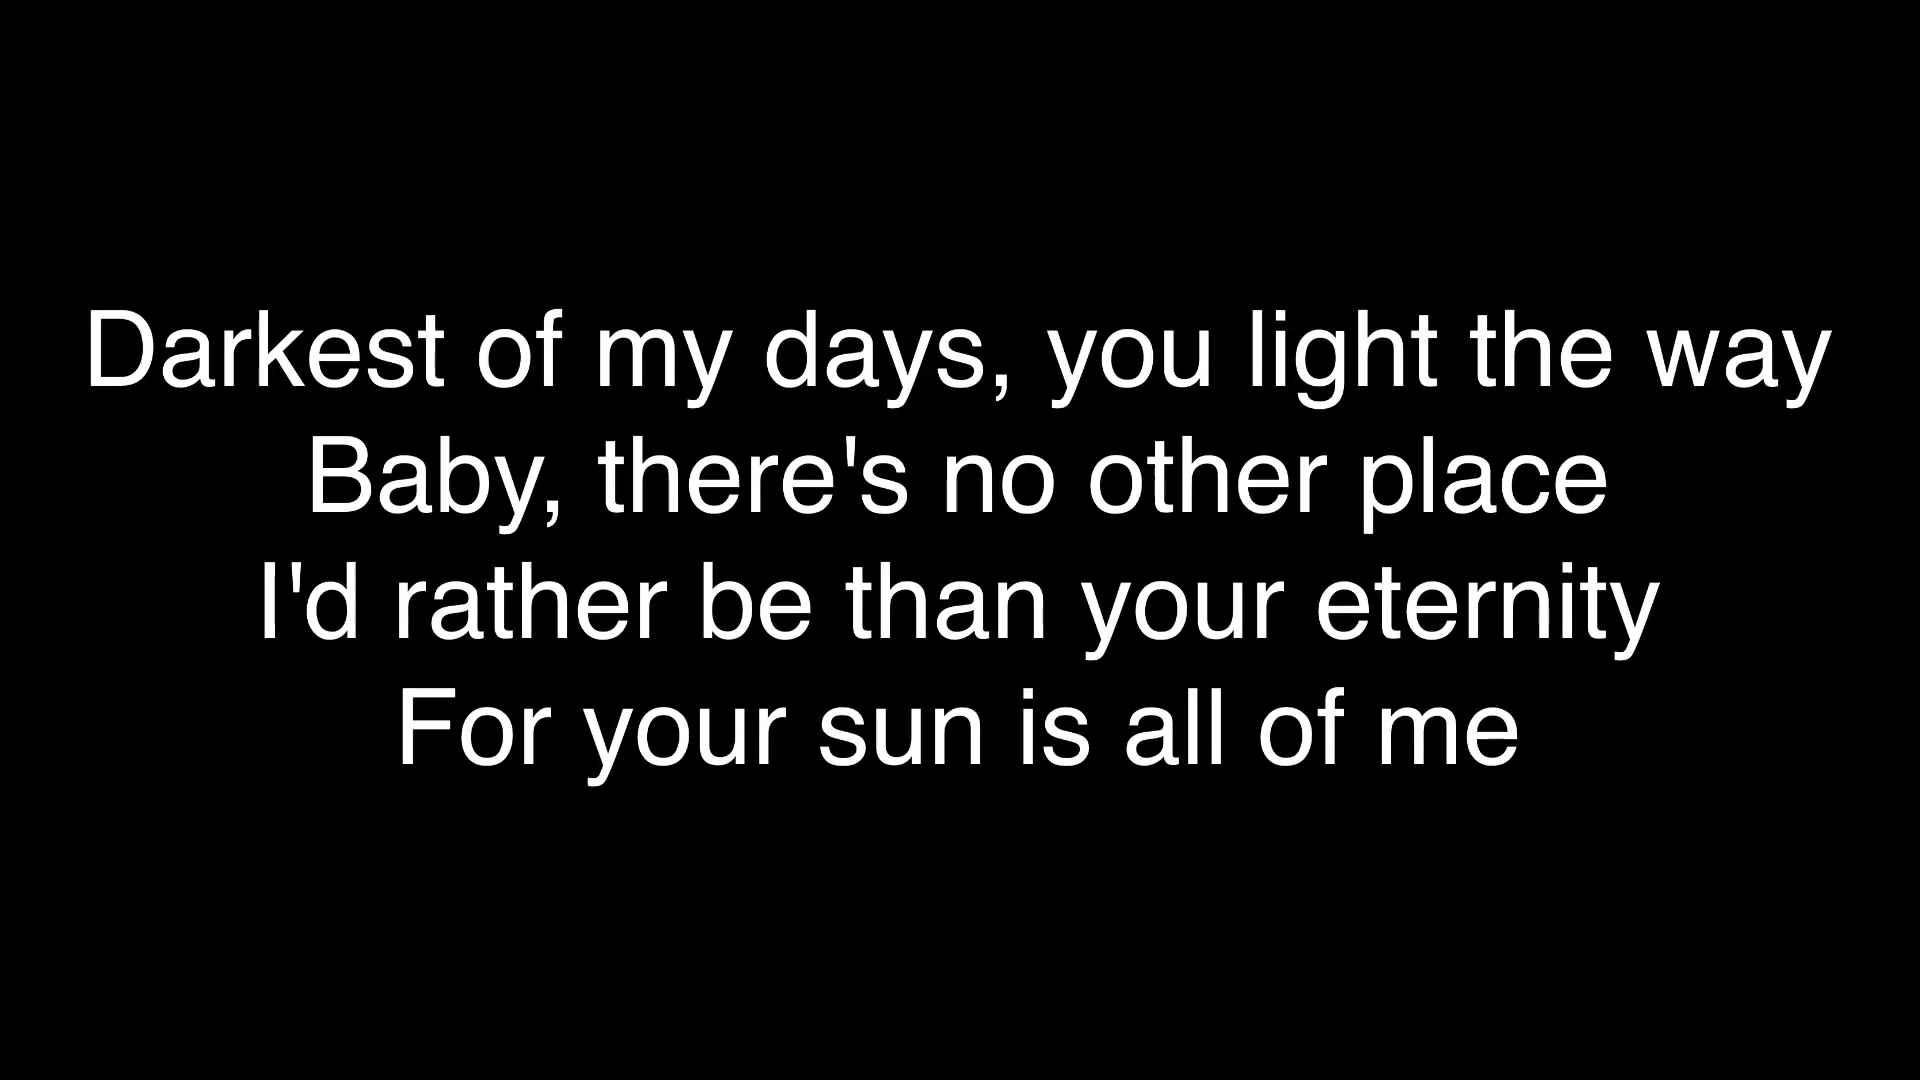 Darkest of my days, you light the way
Baby, there's no other place
I'd rather be than your eternity
For your sun is all of me